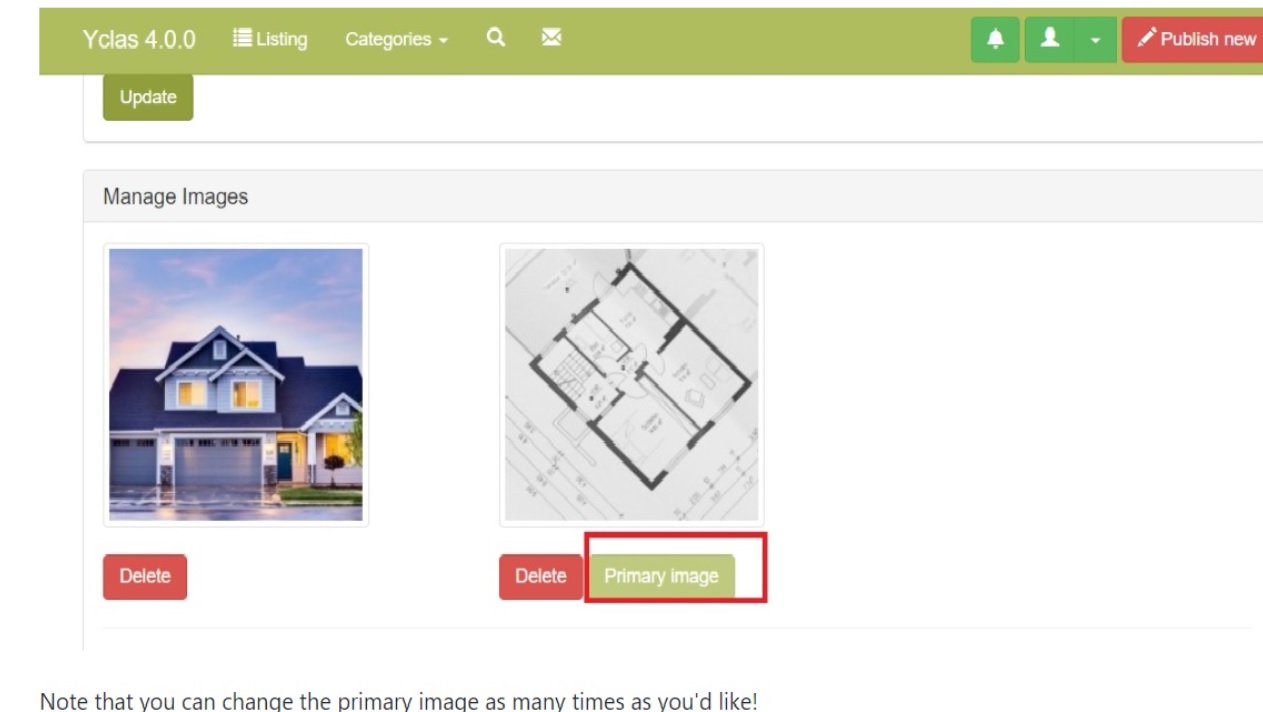 Yclas 4.0.0 Listing Categories Publish new
Update
Manage Images
Delete
Delete Primary image
Note that you can change the primary image as many times as you'd like!